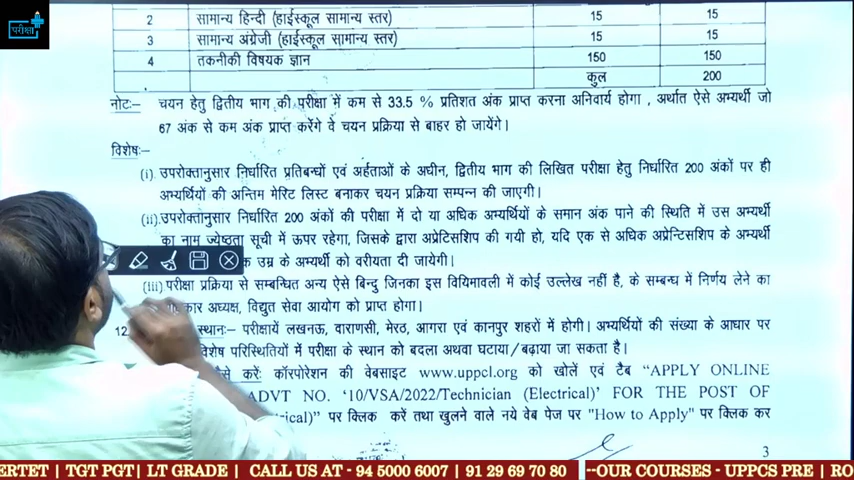 परीक्षा
2 सामान्य हिन्दी (हाईस्कूल सामान्य स्तर) 15 15
3 सामान्य अंग्रेजी (हाईस्कूल सामान्य स्तर) 15 15
4 तकनीकी विषयक ज्ञान 150 150
कुल 200
नोटः– चयन हेतु द्वितीय भाग की परीक्षा में कम से 33.5 % प्रतिशत अंक प्राप्त करना अनिवार्य होगा , अर्थात ऐसे अभ्यर्थी जो
67 अंक से कम अंक प्राप्त करेंगे वे चयन प्रक्रिया से बाहर हो जायेंगे।
विशेषः–
(i) उपरोक्तानुसार निर्धारित प्रतिबन्धों एवं अर्हताओं के अधीन, द्वितीय भाग की लिखित परीक्षा हेतु निर्धारित 200 अंकों पर ही
अभ्यर्थियों की अन्तिम मेरिट लिस्ट बनाकर चयन प्रक्रिया सम्पन्न की जाएगी।
(ii) उपरोक्तानुसार निर्धारित 200 अंकों की परीक्षा में दो या अधिक अभ्यर्थियों के समान अंक पाने की स्थिति में उस अभ्यर्थी
का नाम ज्येष्ठता सूची में ऊपर रहेगा, जिसके द्वारा अप्रेटिसशिप की गयी हो, यदि एक से अधिक अप्रेन्टिसशिप के अभ्यर्थी
उम्र के अभ्यर्थी को वरीयता दी जायेगी।
(iii) परीक्षा प्रक्रिया से सम्बन्धित अन्य ऐसे बिन्दु जिनका इस वियिमावली में कोई उल्लेख नहीं है, के सम्बन्ध में निर्णय लेने का
अध्यक्ष, विद्युत सेवा आयोग को प्राप्त होगा।
12. स्थानः– परीक्षायें लखनऊ, वाराणसी, मेरठ, आगरा एवं कानपुर शहरों में होगी। अभ्यर्थियों की संख्या के आधार पर
विशेष परिस्थितियों में परीक्षा के स्थान को बदला अथवा घटाया/बढ़ाया जा सकता है।
करें: कॉरपोरेशन की वेबसाइट www.uppcl.org को खोलें एवं टैब “APPLY ONLINE
ADVT NO. ‘10/VSA/2022/Technician (Electrical)’ FOR THE POST OF
पर क्लिक करें तथा खुलने वाले नये वेब पेज पर "How to Apply" पर क्लिक कर
3
ERTET | TGT PGT| LT GRADE | CALL US AT - 94 5000 6007 | 91 29 69 70 80 --OUR COURSES - UPPCS PRE | RO